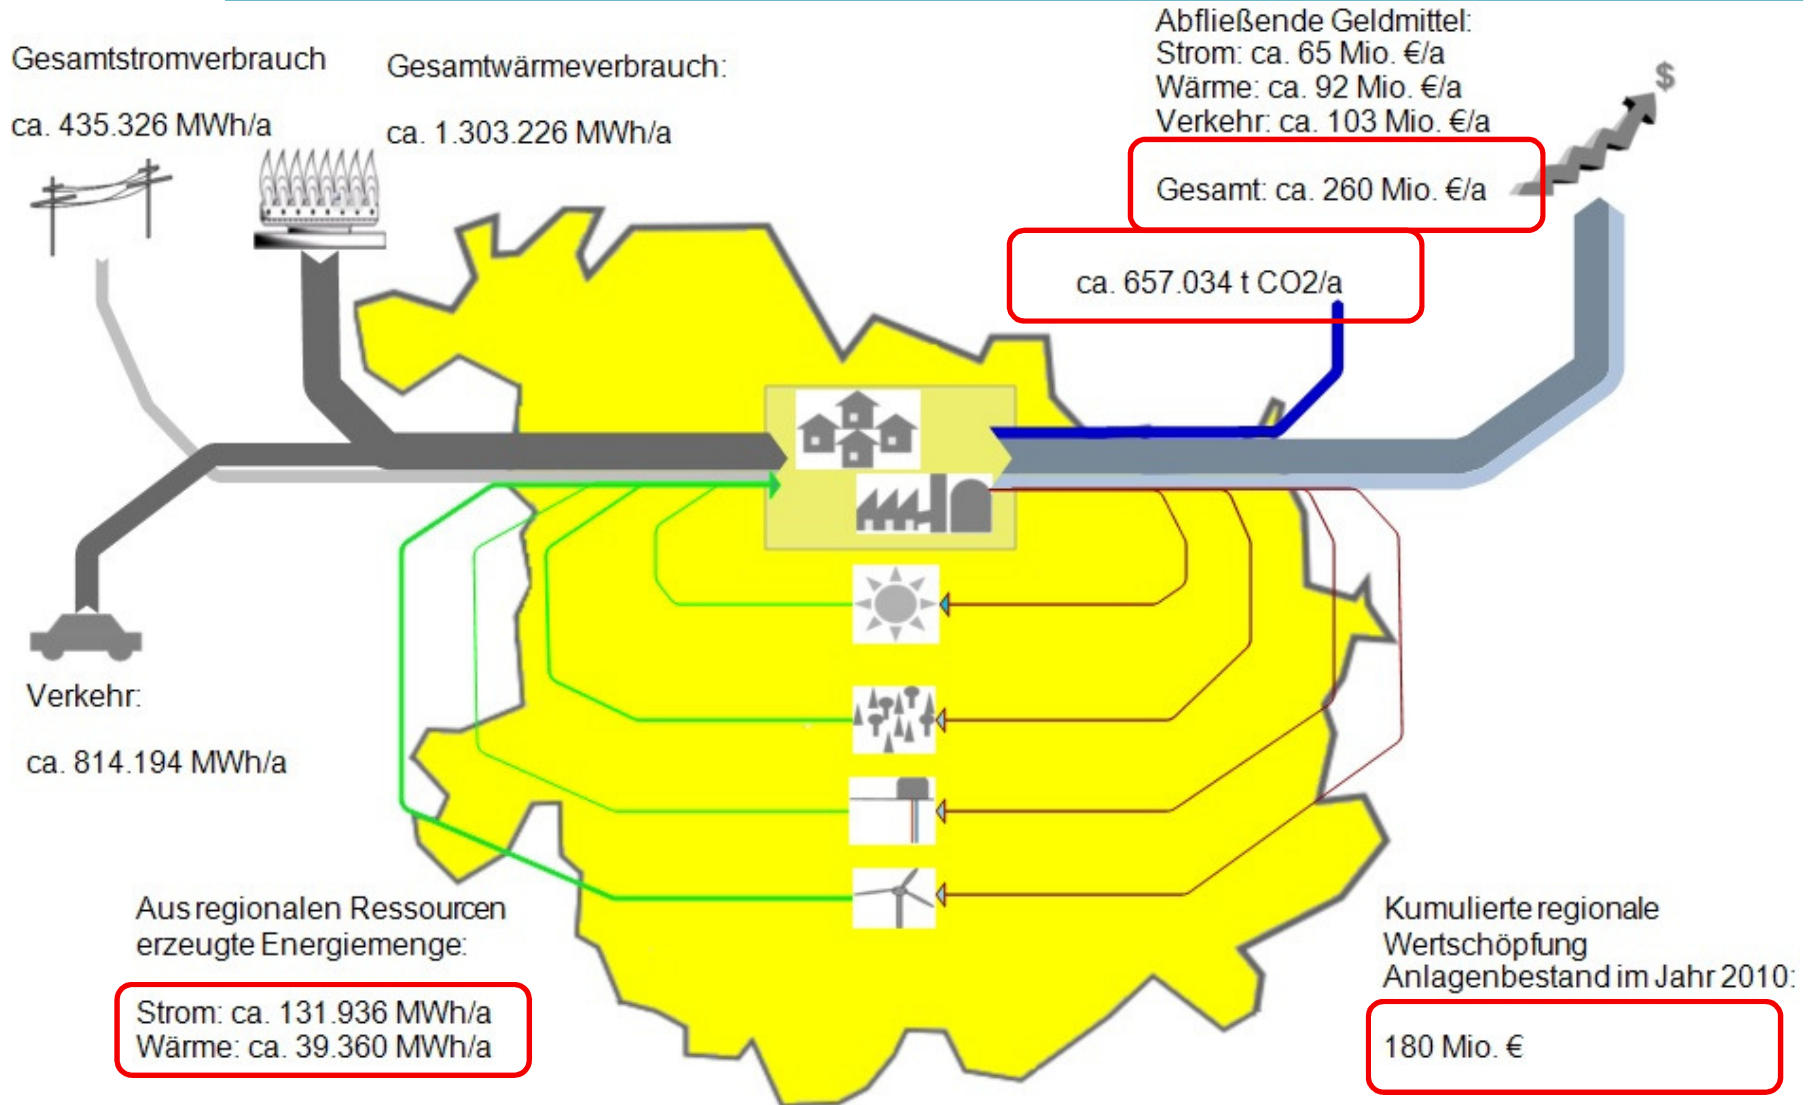 Gesamtstromverbrauch
ca. 435.326 MWh/a
Gesamtwärmeverbrauch:
ca. 1.303.226 MWh/a
Abfließende Geldmittel:
Strom: ca. 65 Mio. €/a
Wärme: ca. 92 Mio. €/a
Verkehr: ca. 103 Mio. €/a
Gesamt: ca. 260 Mio. €/a
$
ca. 657.034 t CO2/a
Verkehr:
ca. 814.194 MWh/a
Aus regionalen Ressourcen
erzeugte Energiemenge:
Strom: ca. 131.936 MWh/a
Wärme: ca. 39.360 MWh/a
Kumulierte regionale
Wertschöpfung
Anlagenbestand im Jahr 2010:
180 Mio. €